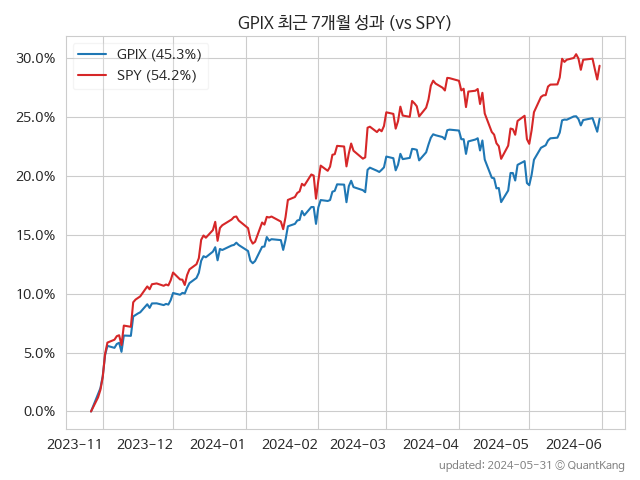 GPIX 최근 7개월 성과 (vs SPY)
GPIX (45.3%)
SPY (54.2%)
30.0%
25.0%
20.0%
15.0%
10.0%
5.0%
0.0%
2023-11 2023-12 2024-01 2024-02 2024-03 2024-04 2024-05 2024-06
updated: 2024-05-31 © QuantKang